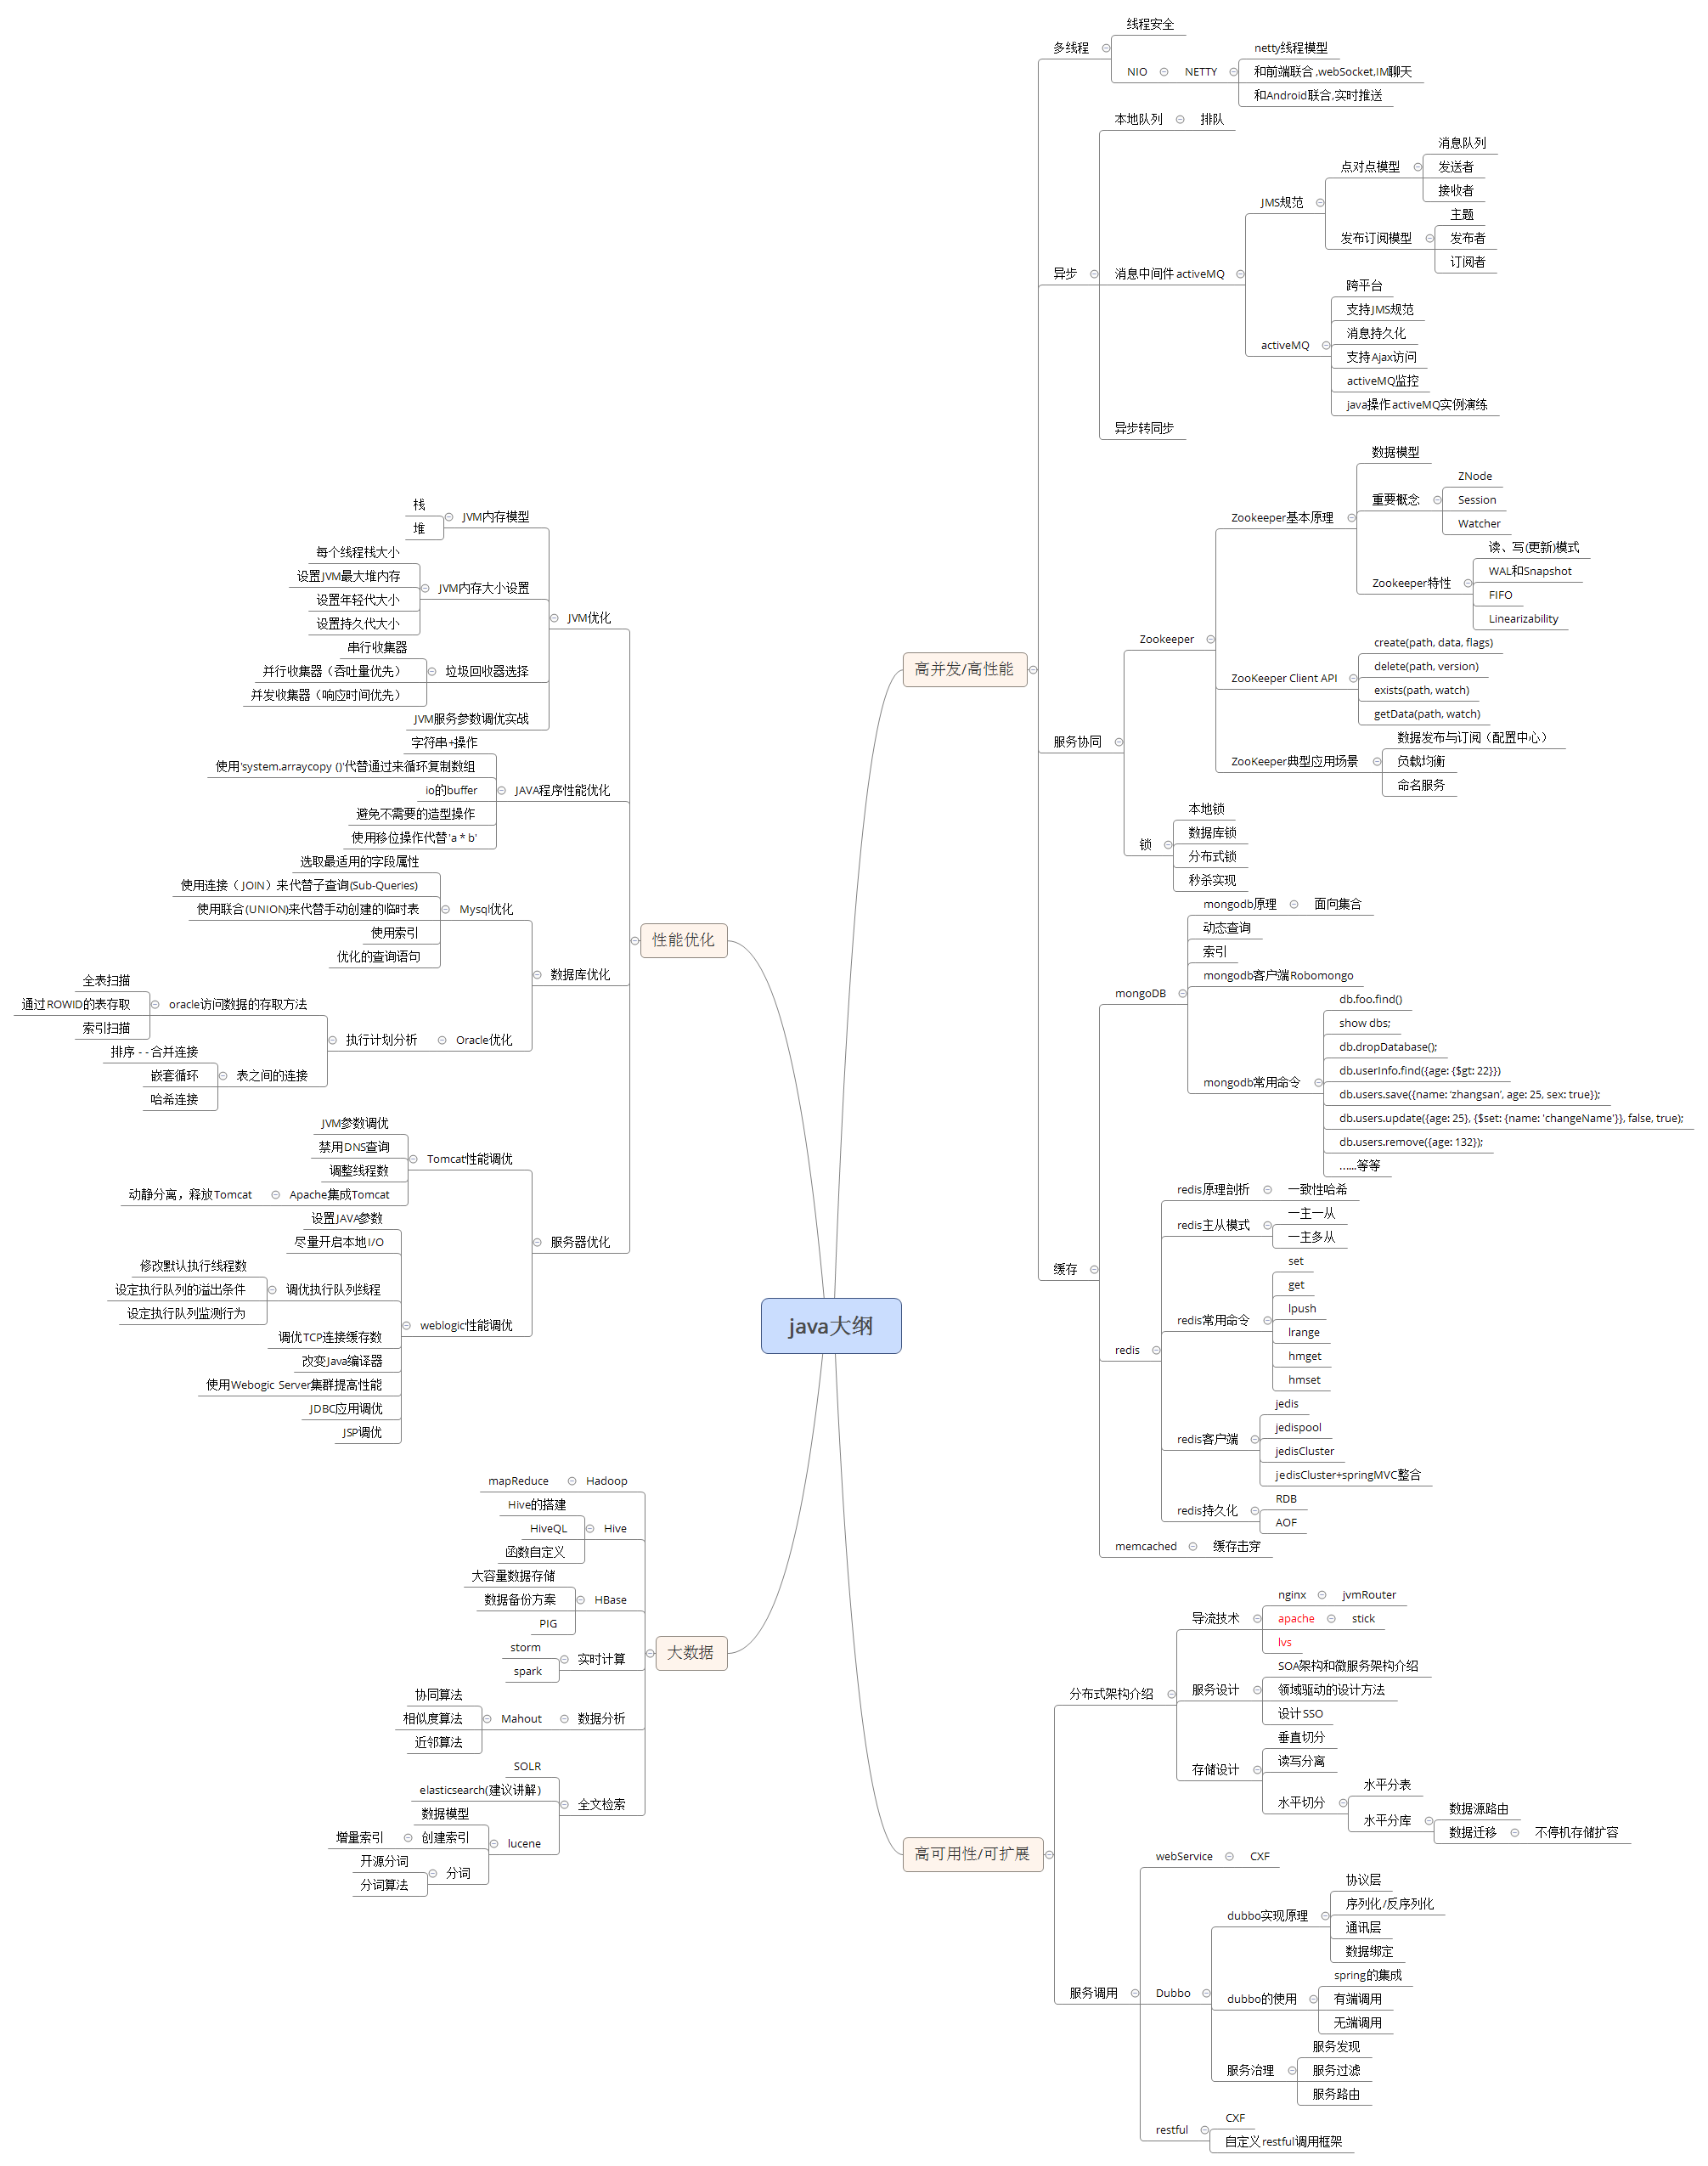 java大纲
高并发/高性能
多线程
线程安全
NIO
NETTY
netty线程模型
和前端联合,webSocket,IM聊天
和Android联合,实时推送
异步
本地队列
排队
消息中间件 activeMQ
JMS规范
点对点模型
消息队列
发送者
接收者
发布订阅模型
主题
发布者
订阅者
activeMQ
跨平台
支持JMS规范
消息持久化
支持Ajax访问
activeMQ监控
java操作activeMQ实例演练
异步转同步
服务协同
Zookeeper
Zookeeper基本原理
数据模型
重要概念
ZNode
Session
Watcher
Zookeeper特性
读、写(更新)模式
WAL和Snapshot
FIFO
Linearizability
ZooKeeper Client API
create(path, data, flags)
delete(path, version)
exists(path, watch)
getData(path, watch)
ZooKeeper典型应用场景
数据发布与订阅（配置中心）
负载均衡
命名服务
锁
本地锁
数据库锁
分布式锁
秒杀实现
缓存
mongoDB
mongodb原理
面向集合
动态查询
索引
mongodb客户端Robomongo
mongodb常用命令
db.foo.find()
show dbs;
db.dropDatabase();
db.userInfo.find({age: {$gt: 22}})
db.users.save({name: ‘zhangsan’, age: 25, sex: true});
db.users.update({age: 25}, {$set: {name: 'changeName'}}, false, true);
db.users.remove({age: 132});
……等等
redis
redis原理剖析
一致性哈希
redis主从模式
一主一从
一主多从
redis常用命令
set
get
lpush
lrange
hmget
hmset
redis客户端
jedis
jedispool
jedisCluster
jedisCluster+springMVC整合
redis持久化
RDB
AOF
memcached
缓存击穿
高可用性/可扩展
分布式架构介绍
导流技术
nginx
jvmRouter
apache
stick
lvs
服务设计
SOA架构和微服务架构介绍
领域驱动的设计方法
设计SSO
存储设计
垂直切分
读写分离
水平切分
水平分表
水平分库
数据源路由
数据迁移
不停机存储扩容
服务调用
webService
CXF
Dubbo
dubbo实现原理
协议层
序列化/反序列化
通讯层
数据绑定
dubbo的使用
spring的集成
有端调用
无端调用
服务治理
服务发现
服务过滤
服务路由
restful
CXF
自定义restful调用框架
性能优化
JVM优化
JVM内存模型
栈
堆
JVM内存大小设置
每个线程栈大小
设置JVM最大堆内存
设置年轻代大小
设置持久代大小
垃圾回收器选择
串行收集器
并行收集器（吞吐量优先）
并发收集器（响应时间优先）
JVM服务参数调优实战
JAVA程序性能优化
字符串+操作
使用'system.arraycopy ()'代替通过来循环复制数组
io的buffer
避免不需要的造型操作
使用移位操作代替'a * b'
数据库优化
Mysql优化
选取最适用的字段属性
使用连接（ JOIN）来代替子查询(Sub-Queries)
使用联合(UNION)来代替手动创建的临时表
使用索引
优化的查询语句
Oracle优化
执行计划分析
oracle访问数据的存取方法
全表扫描
通过ROWID的表存取
索引扫描
表之间的连接
排序 - - 合并连接
嵌套循环
哈希连接
服务器优化
Tomcat性能调优
JVM参数调优
禁用DNS查询
调整线程数
Apache集成Tomcat
动静分离，释放Tomcat
weblogic性能调优
设置JAVA参数
尽量开启本地I/O
调优执行队列线程
修改默认执行线程数
设定执行队列的溢出条件
设定执行队列监测行为
调优TCP连接缓存数
改变Java编译器
使用Webogic Server集群提高性能
JDBC应用调优
JSP调优
大数据
Hadoop
mapReduce
Hive
Hive的搭建
HiveQL
函数自定义
HBase
大容量数据存储
数据备份方案
PIG
实时计算
storm
spark
数据分析
Mahout
协同算法
相似度算法
近邻算法
全文检索
SOLR
elasticsearch(建议讲解)
lucene
数据模型
创建索引
增量索引
分词
开源分词
分词算法